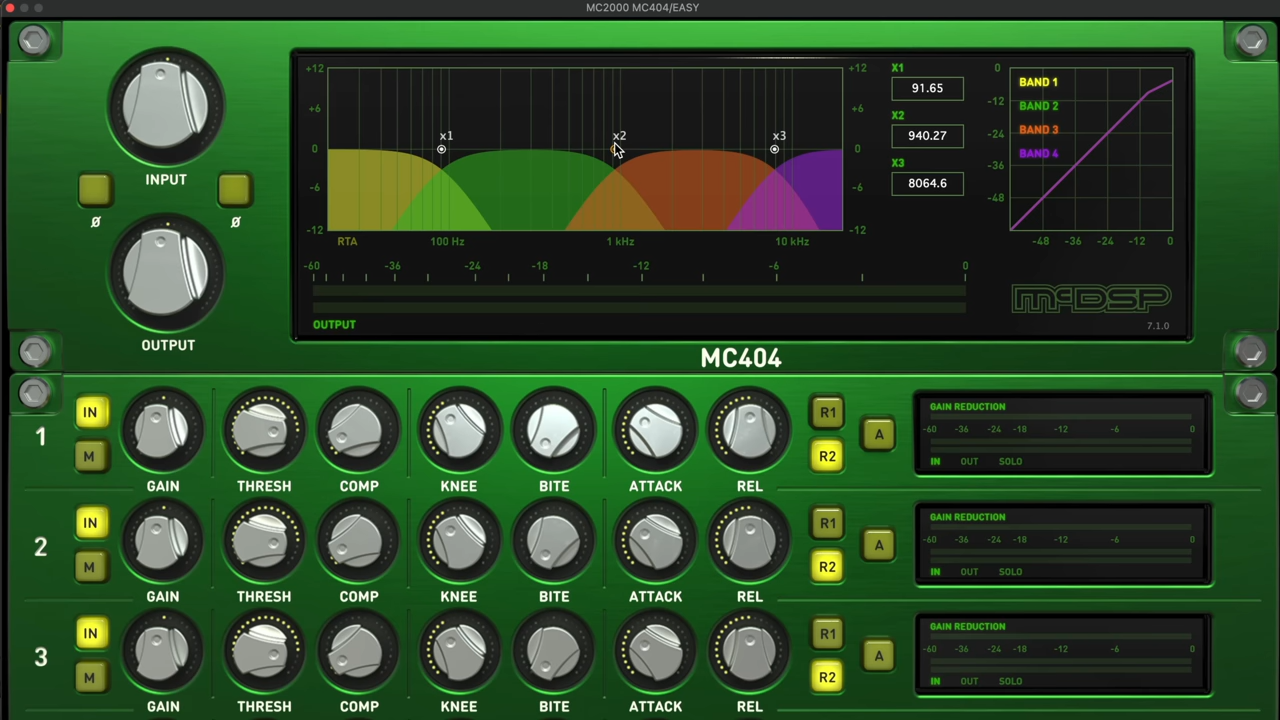 MC2000 MC404/EASY
INPUT
Ø Ø
OUTPUT
+12 +12
+6 +6
0 0
-6 -6
-12 -12
x1 x2 x3
RTA 100 Hz 1 kHz 10 kHz
X1
91.65
X2
940.27
X3
8064.6
0
-12
-24
-36
-48
BAND 1
BAND 2
BAND 3
BAND 4
-48 -36 -24 -12 0
-60 -36 -24 -18 -12 -6 0
OUTPUT
McDSP
7.1.0
MC404
1
IN
M
GAIN THRESH COMP KNEE BITE ATTACK REL
R1
R2
A
GAIN REDUCTION
-60 -36 -24 -18 -12 -6 0
IN OUT SOLO
2
IN
M
GAIN THRESH COMP KNEE BITE ATTACK REL
R1
R2
A
GAIN REDUCTION
-60 -36 -24 -18 -12 -6 0
IN OUT SOLO
3
IN
M
GAIN THRESH COMP KNEE BITE ATTACK REL
R1
R2
A
GAIN REDUCTION
-60 -36 -24 -18 -12 -6 0
IN OUT SOLO